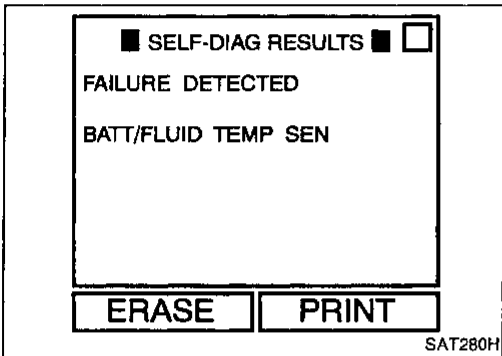 SELF-DIAG RESULTS
FAILURE DETECTED
BATT/FLUID TEMP SEN
ERASE PRINT
SAT280H